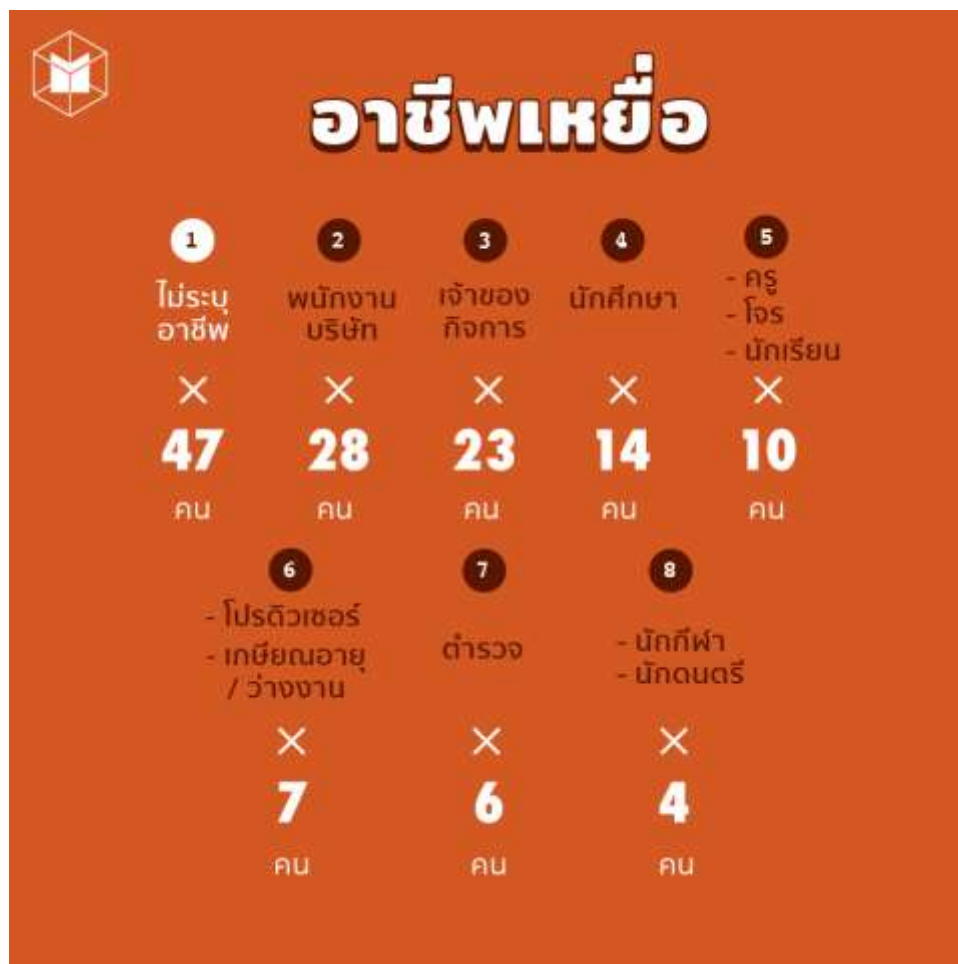 อาชีพเหยื่อ
1
ไม่ระบุ
อาชีพ
×
47
คน
2
พนักงาน
บริษัท
×
28
คน
3
เจ้าของ
กิจการ
×
23
คน
4
นักศึกษา
×
14
คน
5
- ครู
- โจร
- นักเรียน
×
10
คน
6
- โปรดิวเซอร์
- เกษียณอายุ
/ ว่างงาน
×
7
คน
7
ตำรวจ
×
6
คน
8
- นักกีฬา
- นักดนตรี
×
4
คน